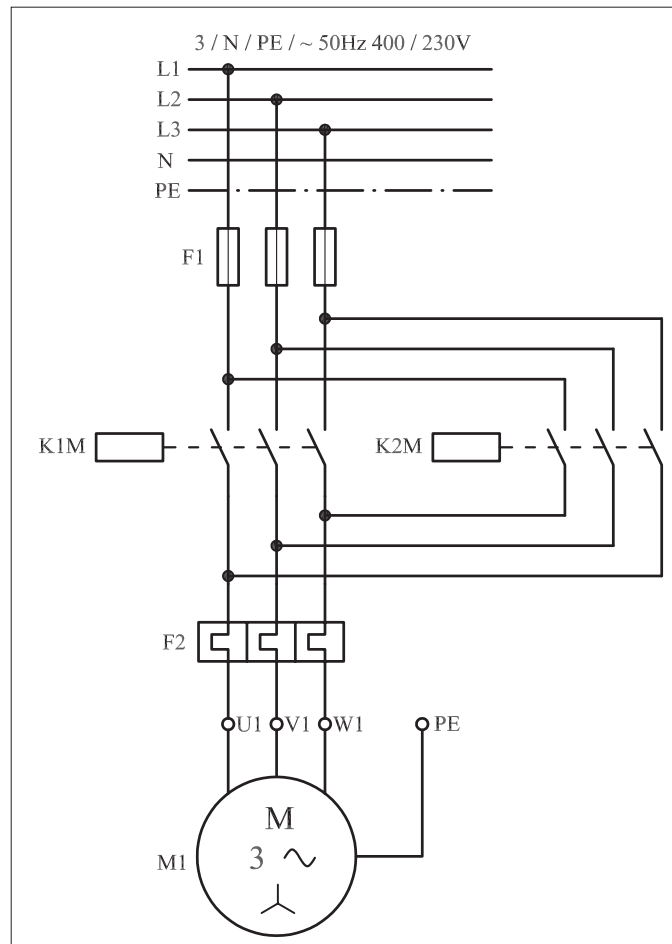 3 / N / PE / ~ 50Hz 400 / 230V
L1
L2
L3
N
PE
F1
K1M
K2M
F2
U1 V1 W1 PE
M
3 ~
M1